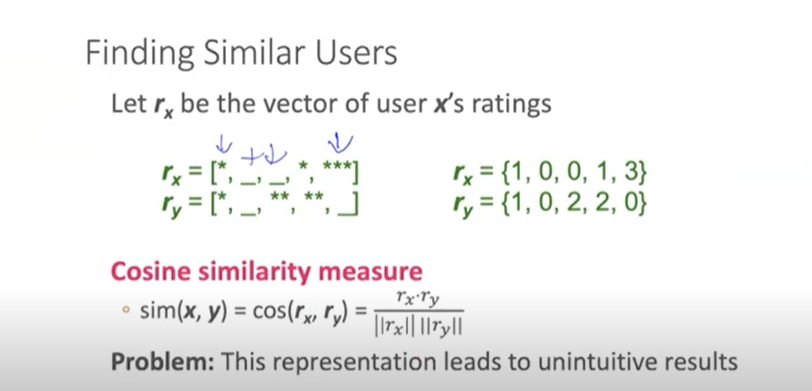 Finding Similar Users
Let rx be the vector of user x's ratings
rx = [*, _, _, *, ***]
rx = {1, 0, 0, 1, 3}
ry = [*, _, **, **, _]
ry = {1, 0, 2, 2, 0}
Cosine similarity measure
◦ sim(x, y) = cos(rx, ry) = rx·ry / ||rx|| ||ry||
Problem: This representation leads to unintuitive results